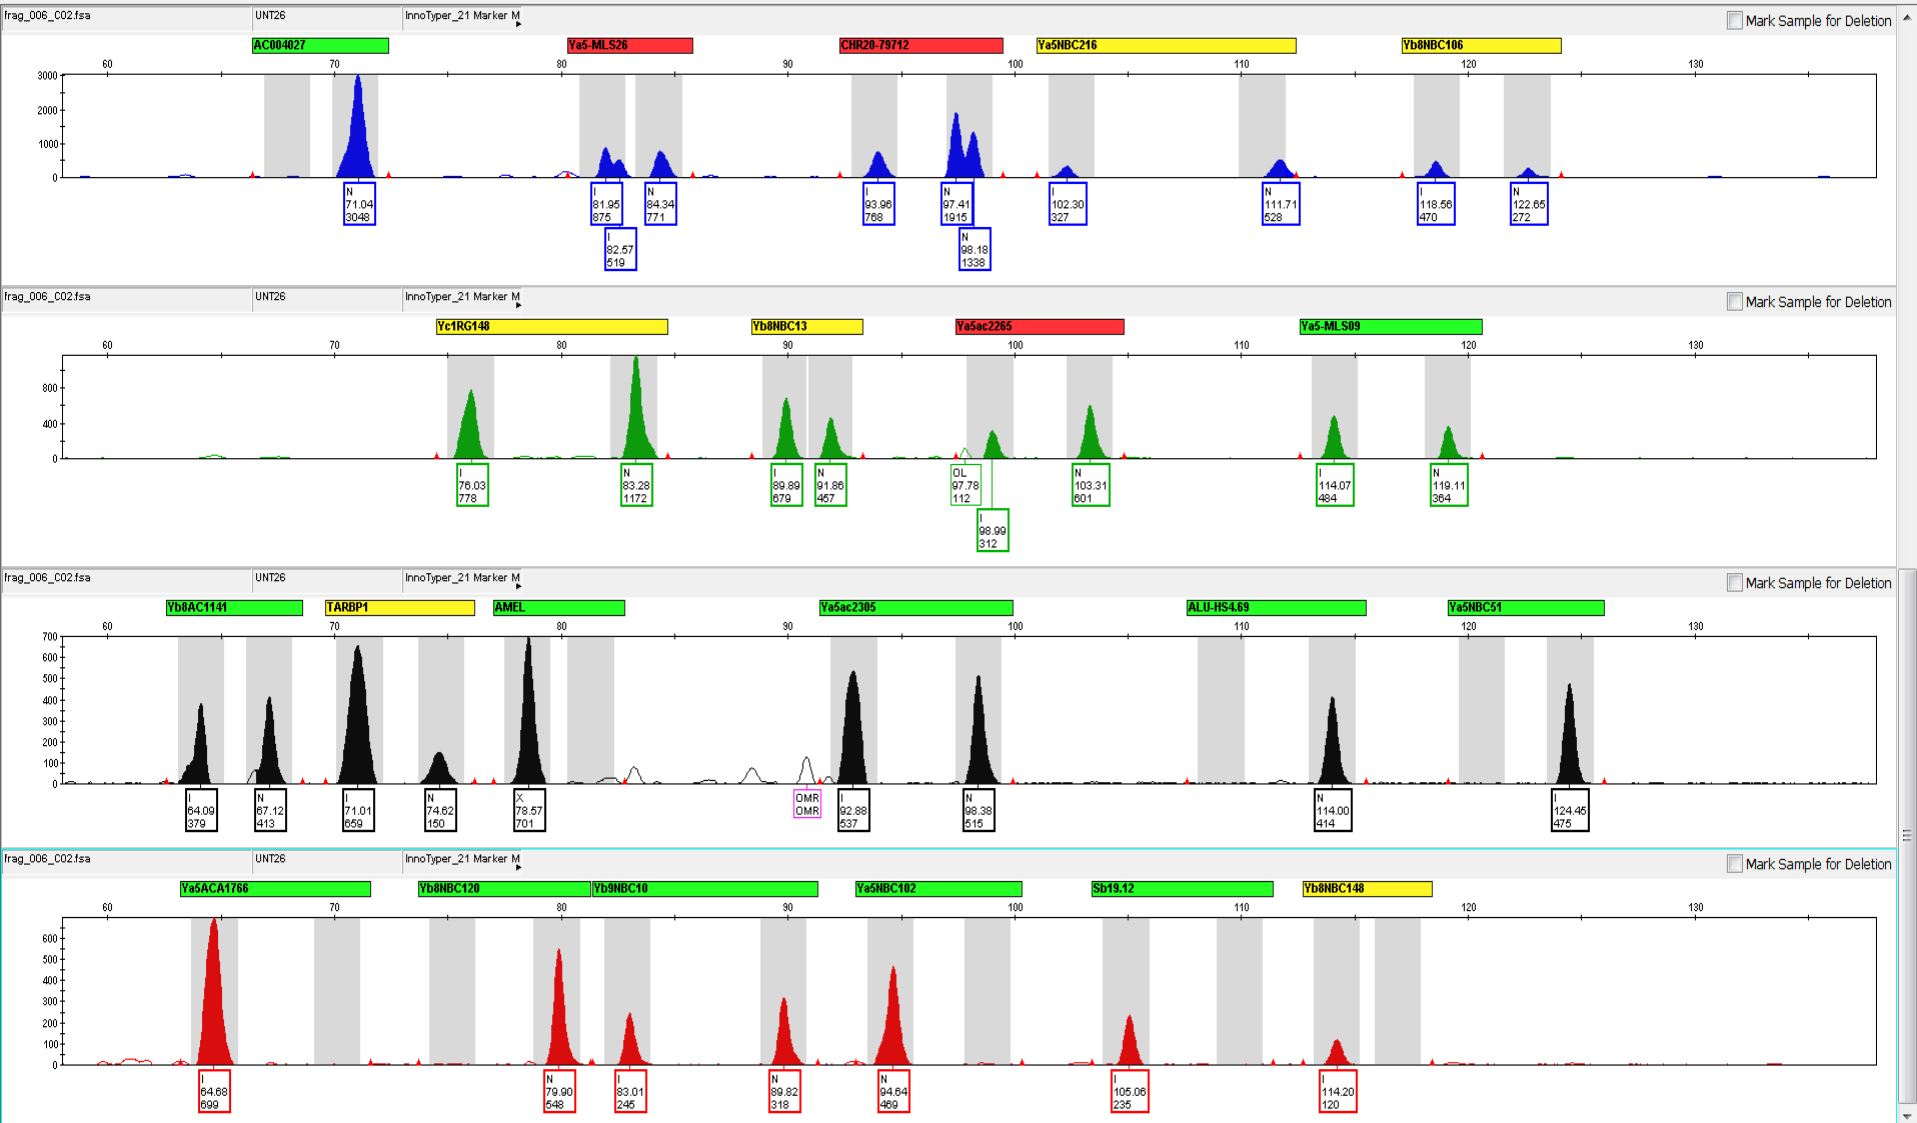 frag_006_C02.fsa UNT26 InnoTyper_21 Marker M Mark Sample for Deletion
AC004027 Ya5-MLS26 CHR20-79712 Ya5NBC216 Yb8NBC106
60 70 80 90 100 110 120 130
3000
2000
1000
0
N I N I N I N I N
71.04 81.95 84.34 93.96 97.41 102.30 111.71 118.56 122.65
3048 875 771 768 1915 327 528 470 272
I N
82.57 98.18
519 1338
frag_006_C02.fsa UNT26 InnoTyper_21 Marker M Mark Sample for Deletion
Yc1RG148 Yb8NBC13 Ya5ac2265 Ya5-MLS09
60 70 80 90 100 110 120 130
800
400
0
I N I N OL N I N
76.03 83.28 89.89 91.86 97.78 103.31 114.07 119.11
778 1172 679 457 112 601 484 364
I
98.99
312
frag_006_C02.fsa UNT26 InnoTyper_21 Marker M Mark Sample for Deletion
Yb8AC1141 TARBP1 AMEL Ya5ac2305 ALU-HS4.69 Ya5NBC51
60 70 80 90 100 110 120 130
700
600
500
400
300
200
100
0
I N I N X OMR I N N I
64.09 67.12 71.01 74.62 78.57 OMR 92.88 98.38 114.00 124.45
379 413 659 150 701 537 515 414 475
frag_006_C02.fsa UNT26 InnoTyper_21 Marker M Mark Sample for Deletion
Ya5ACA1766 Yb8NBC120 Yb9NBC10 Ya5NBC102 Sb19.12 Yb8NBC148
60 70 80 90 100 110 120 130
600
500
400
300
200
100
0
I N I N N I I
64.68 79.90 83.01 89.82 94.64 105.06 114.20
699 548 245 318 469 235 120